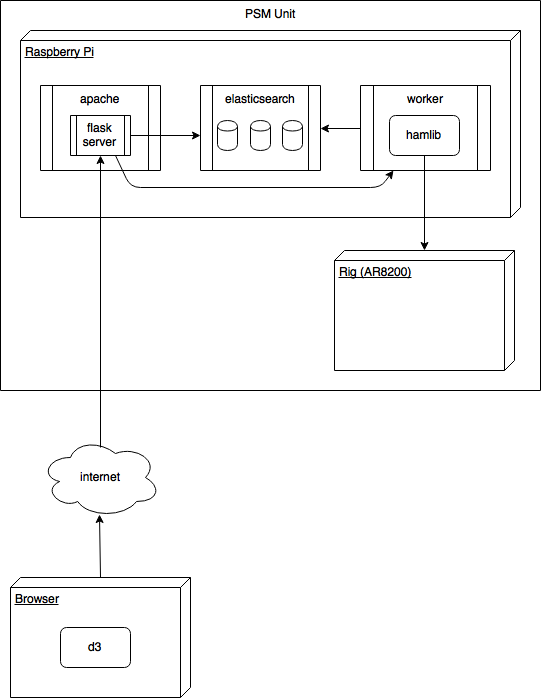 PSM Unit
Raspberry Pi
apache
elasticsearch
worker
flask
server
hamlib
Rig (AR8200)
internet
Browser
d3